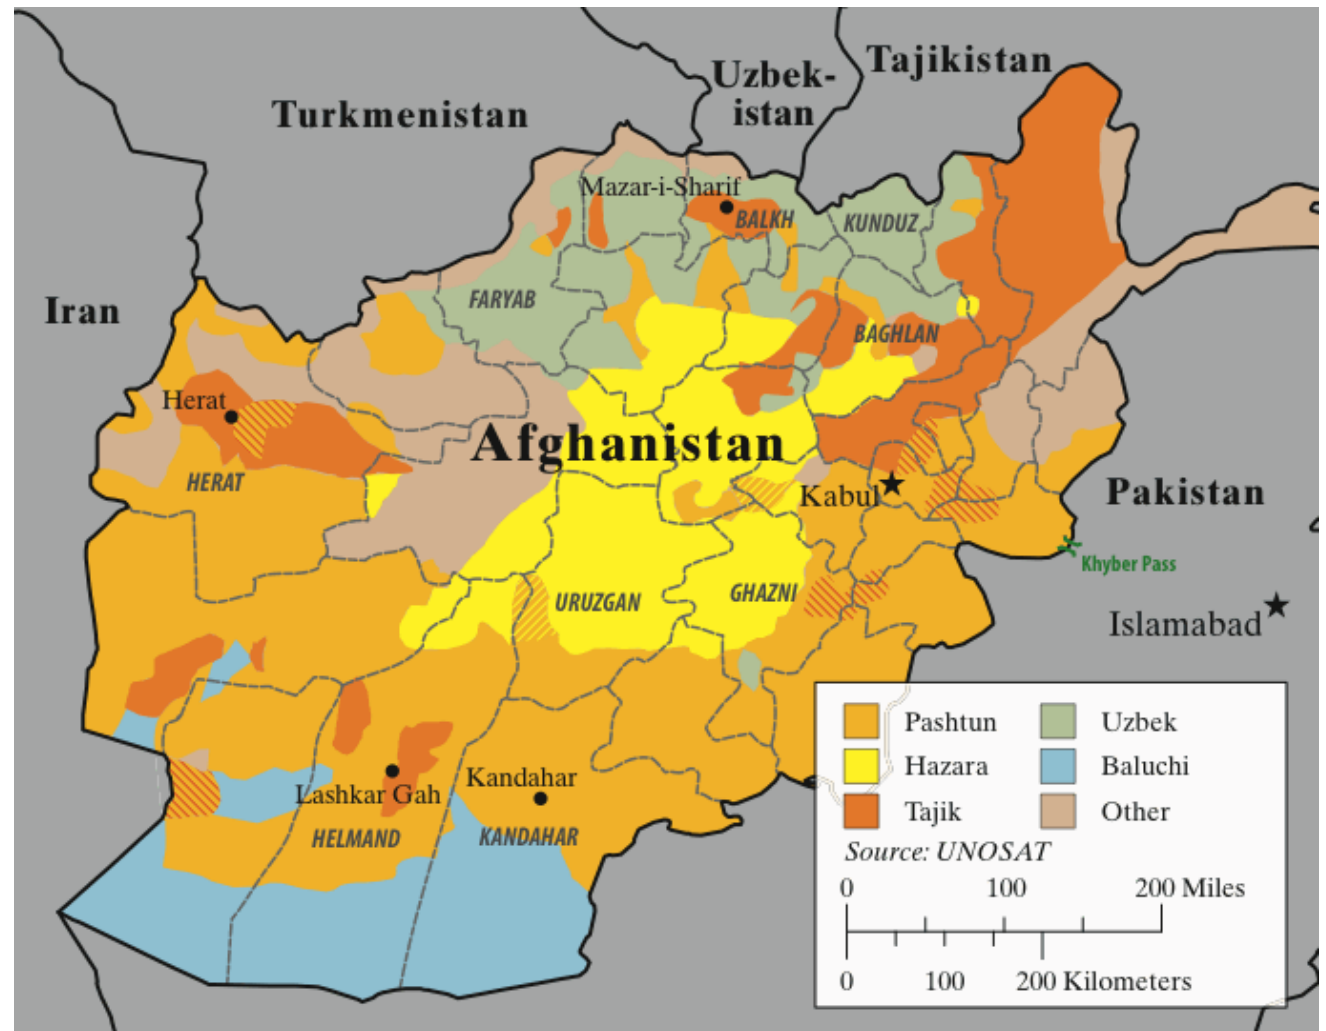 Tajikistan
Uzbek-
istan
Turkmenistan
Mazar-i-Sharif
BALKH
KUNDUZ
FARYAB
Iran
BAGHLAN
Herat
Afghanistan
HERAT
Kabul
Pakistan
Khyber Pass
URUZGAN
GHAZNI
Islamabad
Lashkar Gah
Kandahar
HELMAND
KANDAHAR
Pashtun
Uzbek
Hazara
Baluchi
Tajik
Other
Source: UNOSAT
0 100 200 Miles
0 100 200 Kilometers